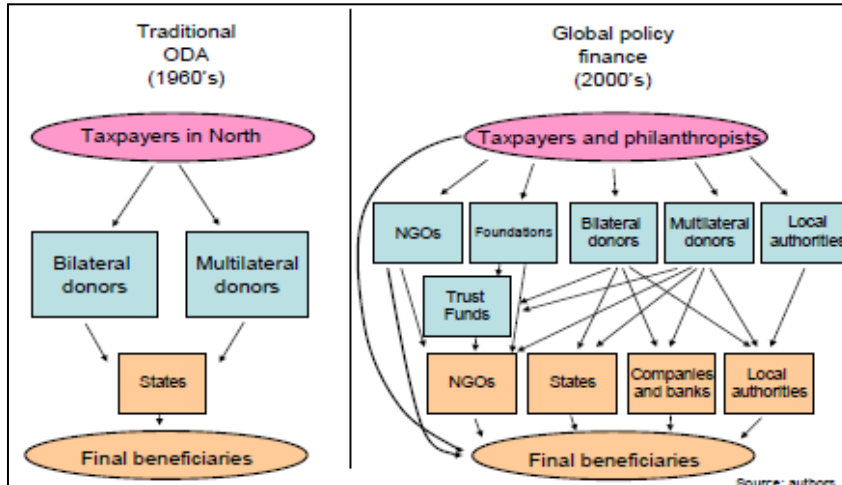 Traditional
ODA
(1960's)
Taxpayers in North
Bilateral
donors
Multilateral
donors
States
Final beneficiaries
Global policy
finance
(2000's)
Taxpayers and philanthropists
NGOs
Foundations
Bilateral
donors
Multilateral
donors
Local
authorities
Trust
Funds
NGOs
States
Companies
and banks
Local
authorities
Final beneficiaries
Source: authors